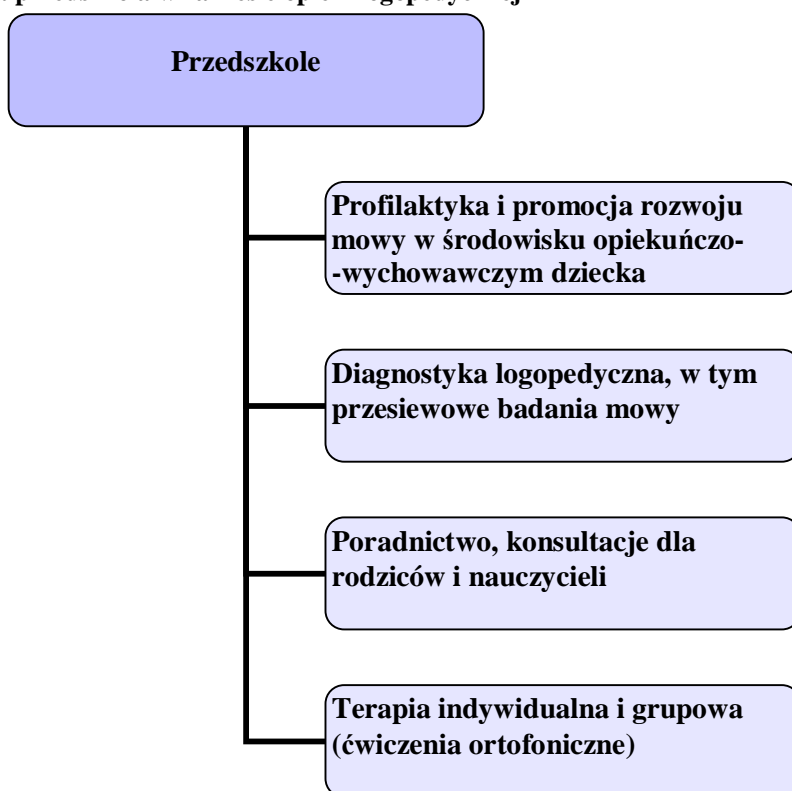 Przedszkole
Profilaktyka i promocja rozwoju
mowy w środowisku opiekuńczo-
-wychowawczym dziecka
Diagnostyka logopedyczna, w tym
przesiewowe badania mowy
Poradnictwo, konsultacje dla
rodziców i nauczycieli
Terapia indywidualna i grupowa
(ćwiczenia ortofoniczne)